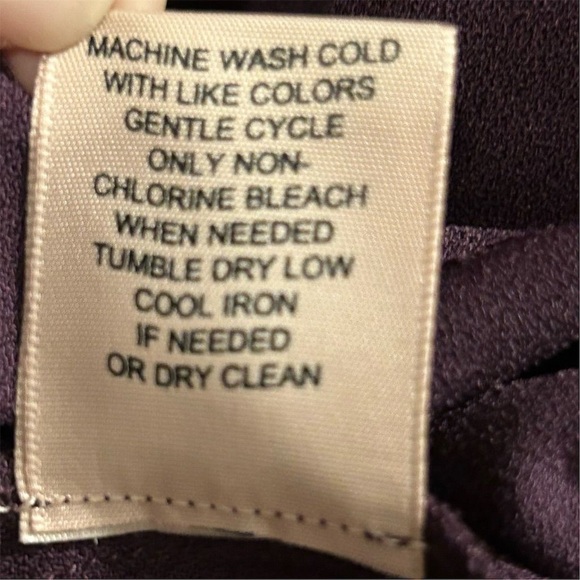 MACHINE WASH COLD
WITH LIKE COLORS
GENTLE CYCLE
ONLY NON-
CHLORINE BLEACH
WHEN NEEDED
TUMBLE DRY LOW
COOL IRON
IF NEEDED
OR DRY CLEAN